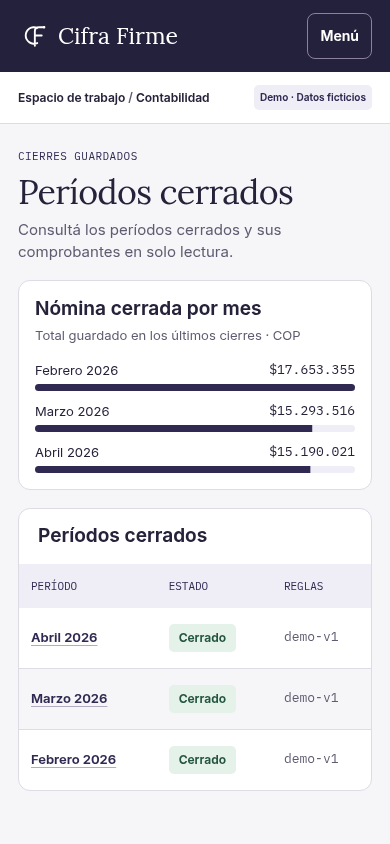 Cifra Firme
Menú
Espacio de trabajo / Contabilidad
Demo · Datos ficticios
CIERRES GUARDADOS
Períodos cerrados
Consultá los períodos cerrados y sus
comprobantes en solo lectura.
Nómina cerrada por mes
Total guardado en los últimos cierres · COP
Febrero 2026 $17.653.355
Marzo 2026 $15.293.516
Abril 2026 $15.190.021
Períodos cerrados
PERÍODO ESTADO REGLAS
Abril 2026 Cerrado demo-v1
Marzo 2026 Cerrado demo-v1
Febrero 2026 Cerrado demo-v1